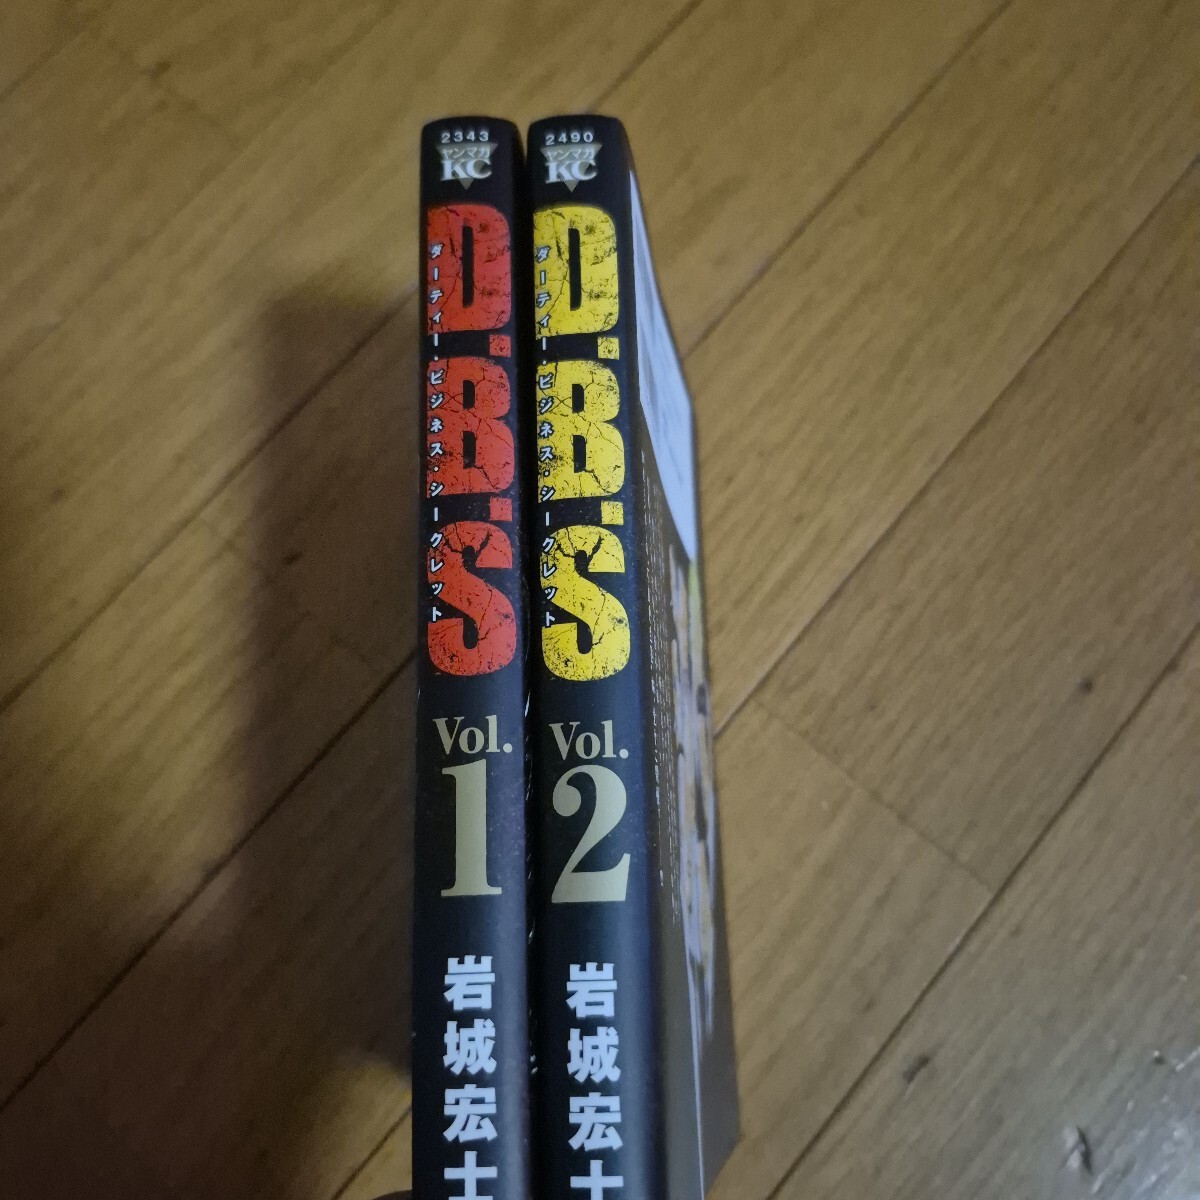 2343
ヤンマガ
KC
D.B.S
ダーティー・ビジネス・シークレット
Vol.
1
岩城宏士
2490
ヤンマガ
KC
D.B.S
ダーティー・ビジネス・シークレット
Vol.
2
岩城宏士